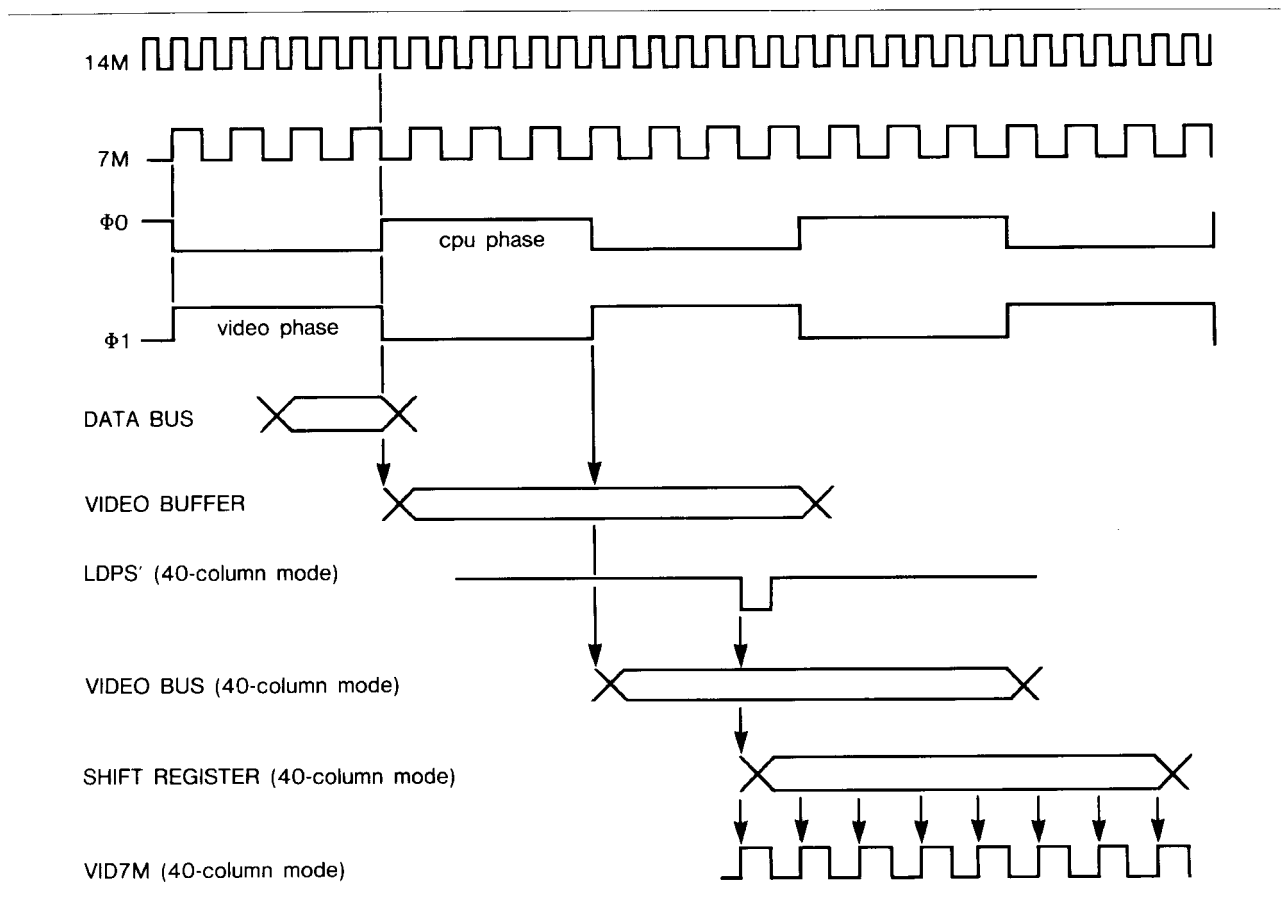 14M
7M
Φ0
cpu phase
Φ1
video phase
DATA BUS
VIDEO BUFFER
LDPS' (40-column mode)
VIDEO BUS (40-column mode)
SHIFT REGISTER (40-column mode)
VID7M (40-column mode)